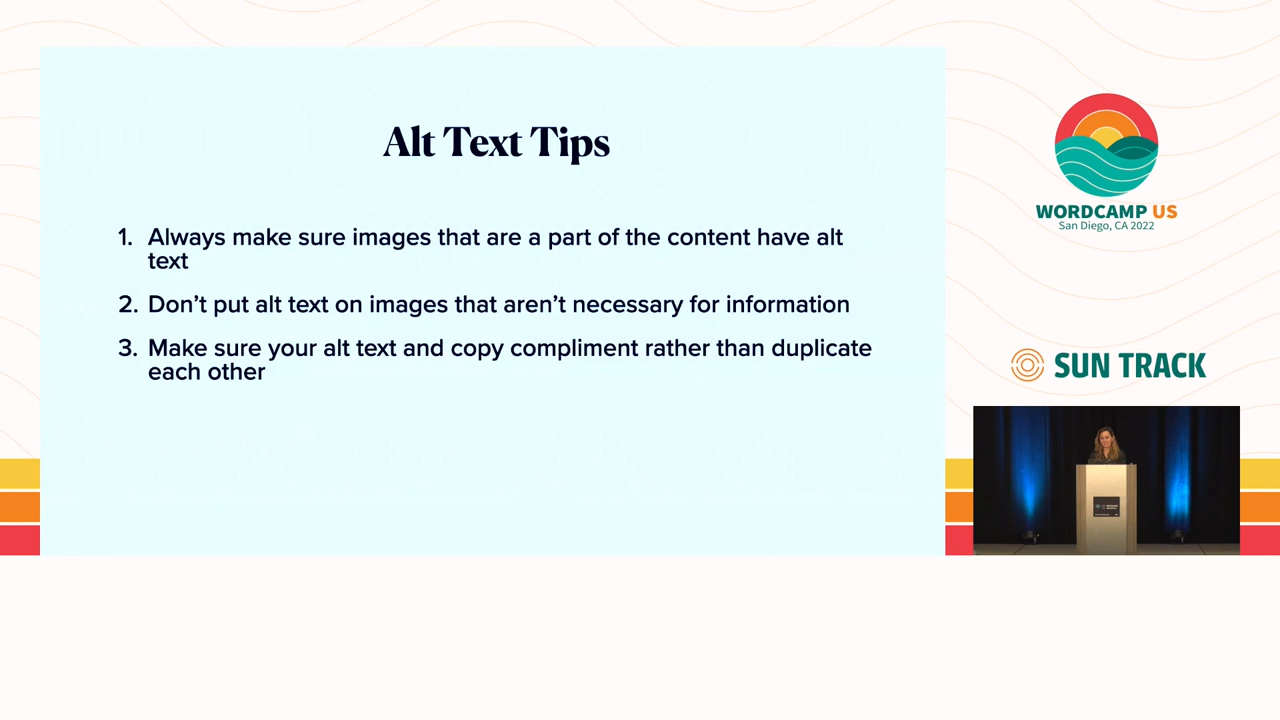 Alt Text Tips
1. Always make sure images that are a part of the content have alt
text
2. Don’t put alt text on images that aren’t necessary for information
3. Make sure your alt text and copy compliment rather than duplicate
each other
WORDCAMP US
San Diego, CA 2022
SUN TRACK